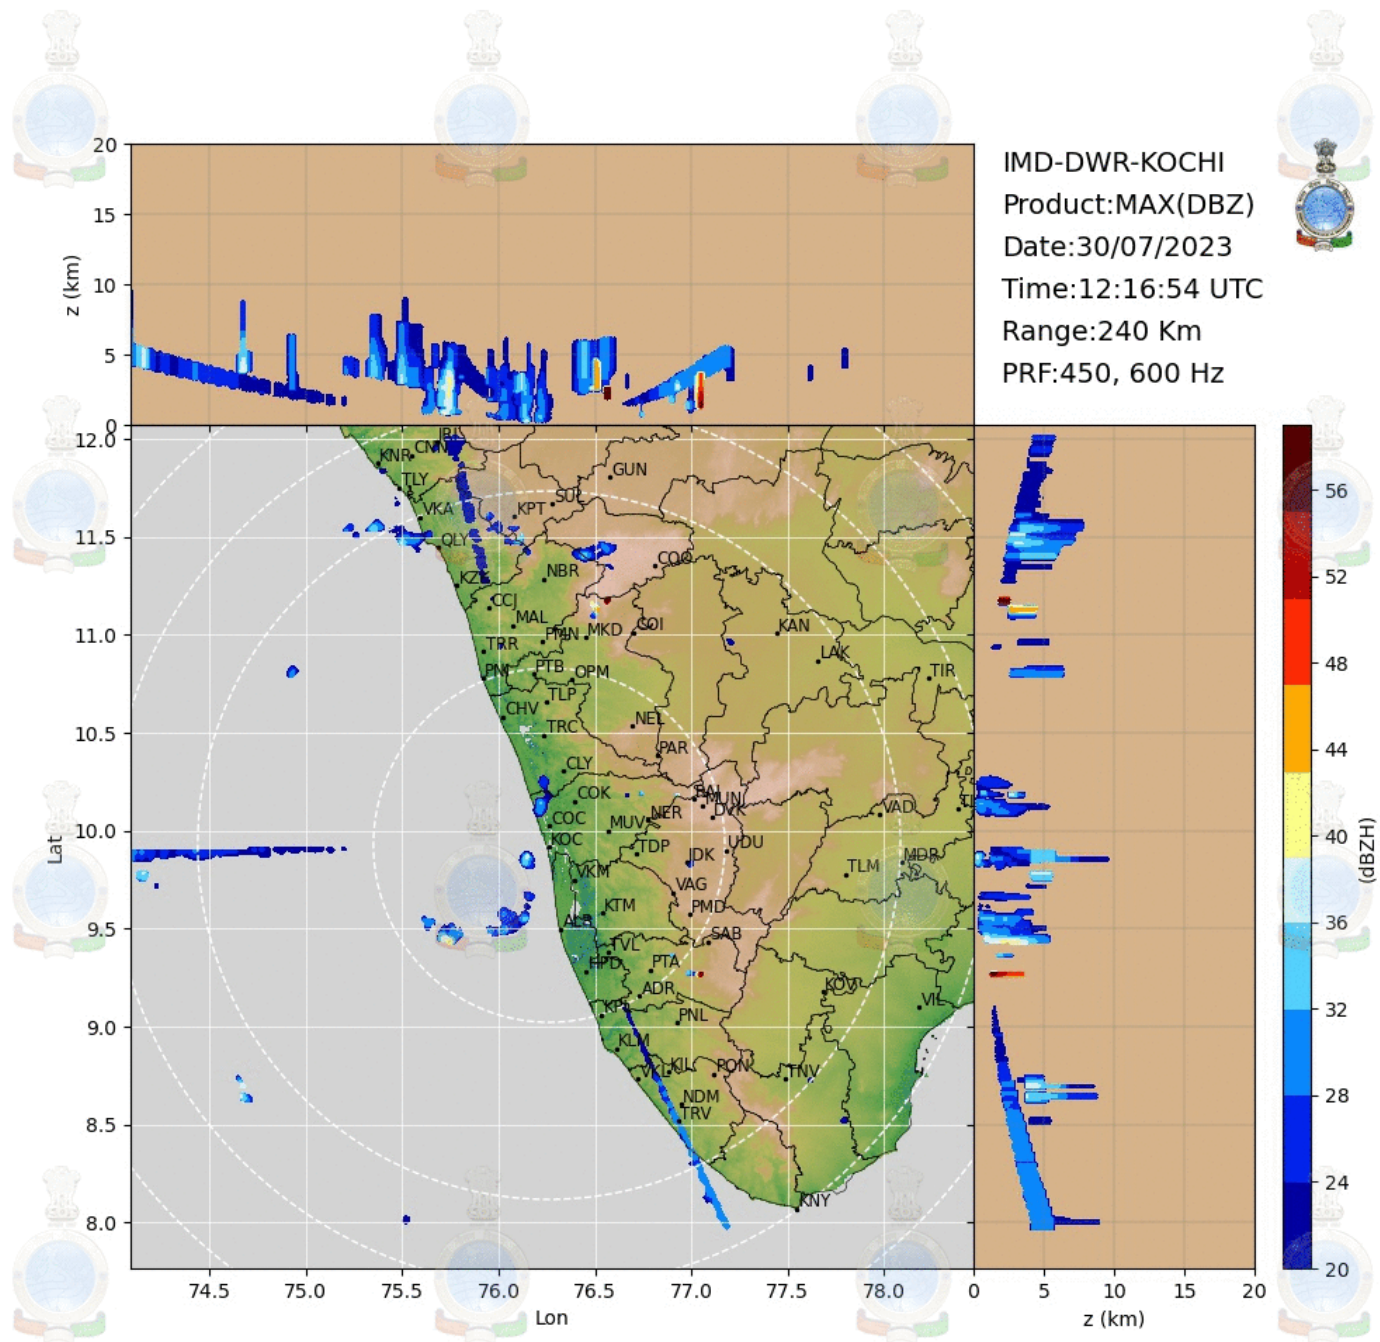 IMD-DWR-KOCHI
Product:MAX(DBZ)
Date:30/07/2023
Time:12:16:54 UTC
Range:240 Km
PRF:450, 600 Hz
20
15
10
5
0
z (km)
12.0
11.5
11.0
10.5
10.0
9.5
9.0
8.5
8.0
Lat
CNN
KNR
GUN
TLY
SUL
VKA
KPT
QLY
COO
KZK
NBR
CCJ
MAL
PMN
MKD
COI
KAN
TRR
LAK
PNI
PTB
OPM
TIR
TLP
CHV
NEL
TRC
PAR
CLY
COK
MUN
DVK
VAD
COC
MUV
NER
KOC
TDP
UDU
IDK
TLM
MDR
VKM
VAG
KTM
PMD
ALP
SAB
TVL
HPD
PTA
ADR
KOV
VIL
KPL
PNL
KLM
VKL
KIL
PON
TNV
NDM
TRV
KNY
74.5 75.0 75.5 76.0 76.5 77.0 77.5 78.0
Lon
0 5 10 15 20
z (km)
56
52
48
44
40
36
32
28
24
20
(dBZH)